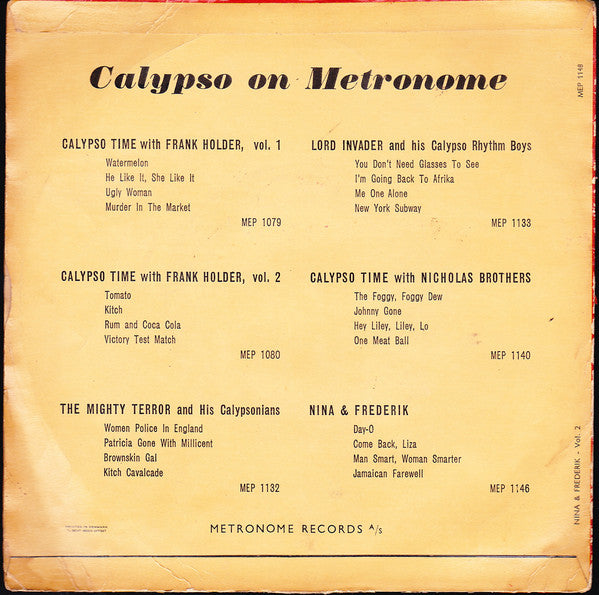 Calypso on Metronome
MEP 1148
CALYPSO TIME with FRANK HOLDER, vol. 1
Watermelon
He Like It, She Like It
Ugly Woman
Murder In The Market
MEP 1079
LORD INVADER and his Calypso Rhythm Boys
You Don't Need Glasses To See
I'm Going Back To Afrika
Me One Alone
New York Subway
MEP 1133
CALYPSO TIME with FRANK HOLDER, vol. 2
Tomato
Kitch
Rum and Coca Cola
Victory Test Match
MEP 1080
CALYPSO TIME with NICHOLAS BROTHERS
The Foggy, Foggy Dew
Johnny Gone
Hey Liley, Liley, Lo
One Meat Ball
MEP 1140
THE MIGHTY TERROR and His Calypsonians
Women Police In England
Patricia Gone With Millicent
Brownskin Gal
Kitch Cavalcade
MEP 1132
NINA & FREDERIK
Day-O
Come Back, Liza
Man Smart, Woman Smarter
Jamaican Farewell
MEP 1146
NINA & FREDERIK - Vol. 2
PRINTED IN DENMARK
METRONOME RECORDS A/s